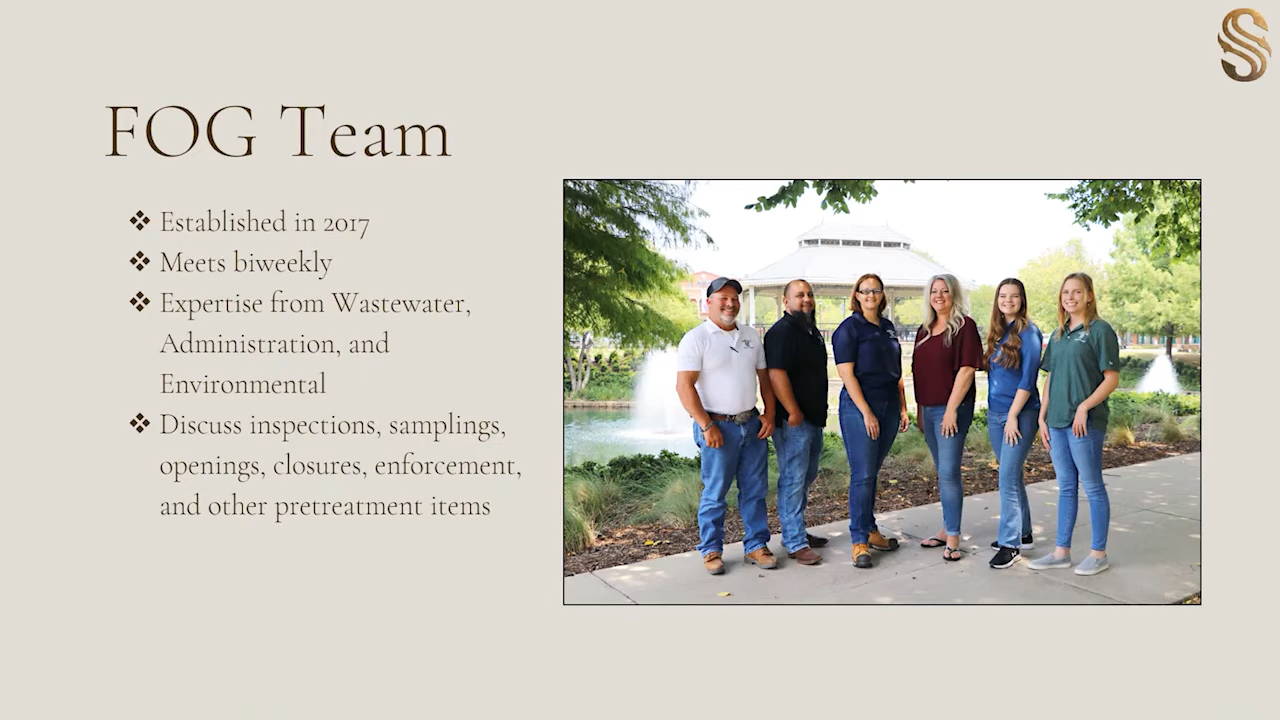 FOG Team
❖ Established in 2017
❖ Meets biweekly
❖ Expertise from Wastewater,
Administration, and
Environmental
❖ Discuss inspections, samplings,
openings, closures, enforcement,
and other pretreatment items
S